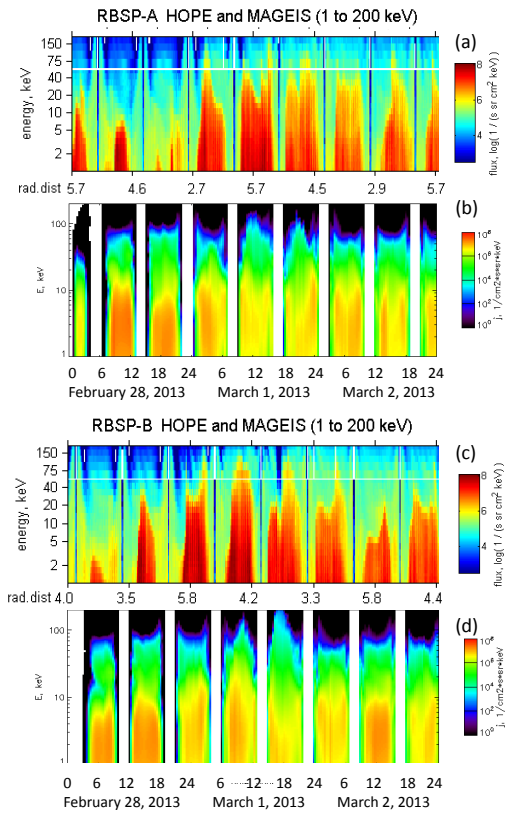 RBSP-A HOPE and MAGEIS (1 to 200 keV)
(a)
energy, keV
150
75
40
20
10
5
2
8
6
4
flux, log( 1 / (s sr cm² keV) )
rad.dist
5.7 4.6 2.7 5.7 4.5 2.9 5.7
(b)
E, keV
100
10
1
10⁸
10⁶
10⁴
10²
10⁰
j, 1/cm2*s*sr*keV
0 6 12 18 24 6 12 18 24 6 12 18 24
February 28, 2013 March 1, 2013 March 2, 2013
RBSP-B HOPE and MAGEIS (1 to 200 keV)
(c)
energy, keV
150
75
40
20
10
5
2
8
6
4
flux, log( 1 / (s sr cm² keV) )
rad.dist 4.0 3.5 5.8 4.2 3.3 5.8 4.4
(d)
E, keV
100
10
1
10⁸
10⁶
10⁴
10²
10⁰
j, 1/cm2*s*sr*keV
0 6 12 18 24 6 12 18 24 6 12 18 24
February 28, 2013 March 1, 2013 March 2, 2013